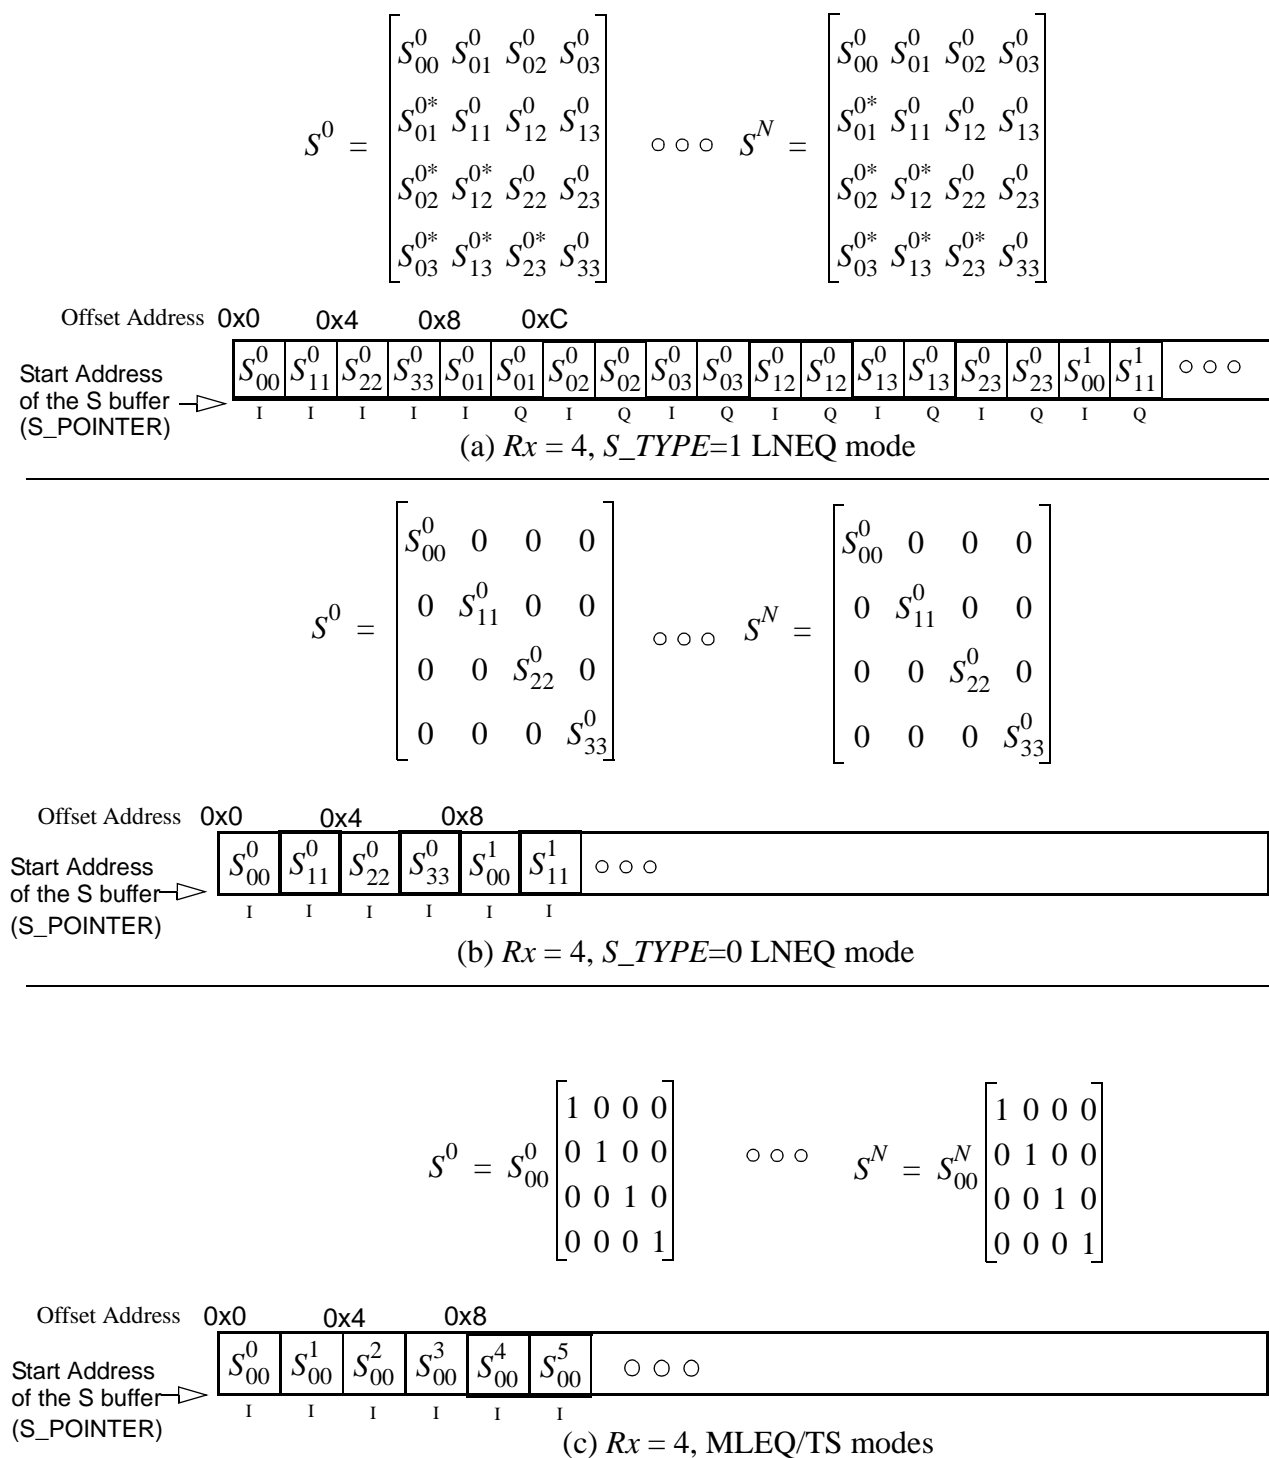 S^0 = [ S^0_00 S^0_01 S^0_02 S^0_03 ○○○ S^N = [ S^0_00 S^0_01 S^0_02 S^0_03
S^0*_01 S^0_11 S^0_12 S^0_13 S^0*_01 S^0_11 S^0_12 S^0_13
S^0*_02 S^0*_12 S^0_22 S^0_23 S^0*_02 S^0*_12 S^0_22 S^0_23
S^0*_03 S^0*_13 S^0*_23 S^0_33 ] S^0*_03 S^0*_13 S^0*_23 S^0_33 ]
Offset Address 0x0 0x4 0x8 0xC
S^0_00 S^0_11 S^0_22 S^0_33 S^0_01 S^0_01 S^0_02 S^0_02 S^0_03 S^0_03 S^0_12 S^0_12 S^0_13 S^0_13 S^0_23 S^0_23 S^1_00 S^1_11 ○○○
Start Address
of the S buffer
(S_POINTER)
I I I I I Q I Q I Q I Q I Q I Q I Q
(a) Rx = 4, S_TYPE=1 LNEQ mode
S^0 = [ S^0_00 0 0 0 ○○○ S^N = [ S^0_00 0 0 0
0 S^0_11 0 0 0 S^0_11 0 0
0 0 S^0_22 0 0 0 S^0_22 0
0 0 0 S^0_33 ] 0 0 0 S^0_33 ]
Offset Address 0x0 0x4 0x8
S^0_00 S^0_11 S^0_22 S^0_33 S^1_00 S^1_11 ○○○
Start Address
of the S buffer
(S_POINTER)
I I I I I I
(b) Rx = 4, S_TYPE=0 LNEQ mode
S^0 = S^0_00 [ 1 0 0 0 ○○○ S^N = S^N_00 [ 1 0 0 0
0 1 0 0 0 1 0 0
0 0 1 0 0 0 1 0
0 0 0 1 ] 0 0 0 1 ]
Offset Address 0x0 0x4 0x8
S^0_00 S^1_00 S^2_00 S^3_00 S^4_00 S^5_00 ○○○
Start Address
of the S buffer
(S_POINTER)
I I I I I I
(c) Rx = 4, MLEQ/TS modes